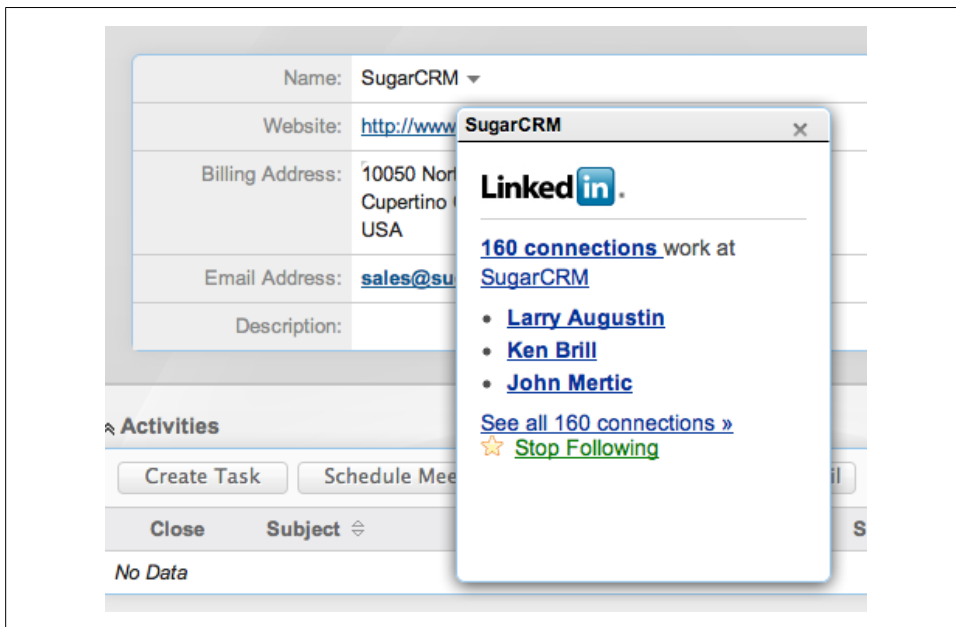 Name: SugarCRM
Website: http://www
Billing Address: 10050 Nor
Cupertino
USA
Email Address: sales@su
Description:
SugarCRM
Linked in.
160 connections work at
SugarCRM
• Larry Augustin
• Ken Brill
• John Mertic
See all 160 connections »
Stop Following
Activities
Create Task Schedule Mee il
Close Subject S
No Data